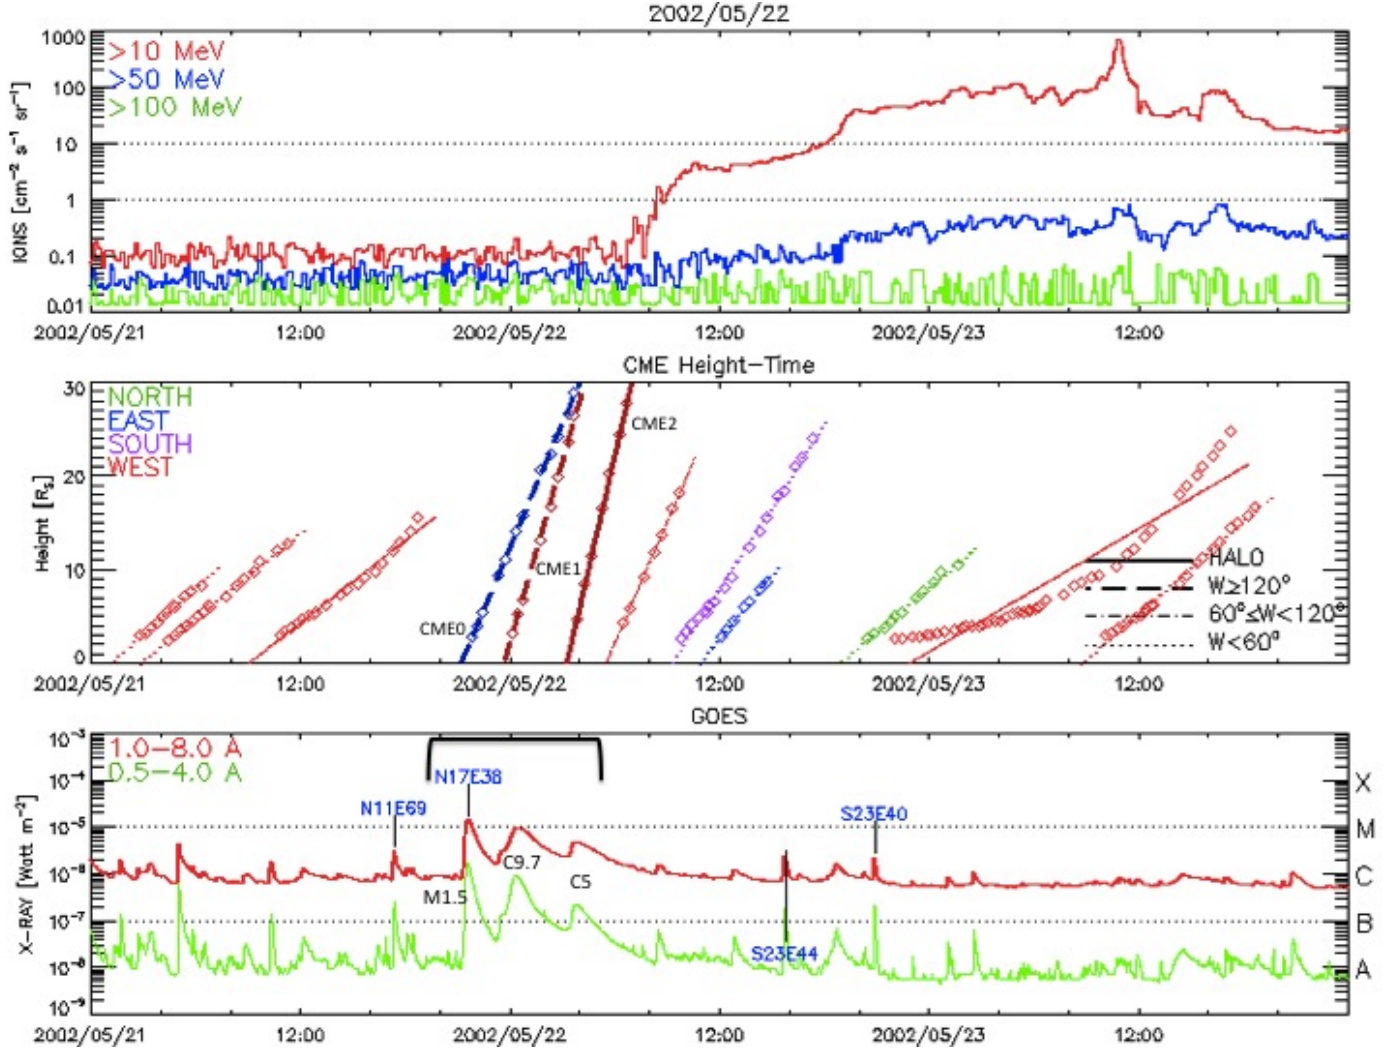 2002/05/22
1000
>10 MeV
>50 MeV
100
>100 MeV
10
1
0.1
0.01
IONS [cm⁻² s⁻¹ sr⁻¹]
2002/05/21 12:00 2002/05/22 12:00 2002/05/23 12:00
CME Height-Time
30
NORTH
EAST
SOUTH
WEST
20
10
0
Height [Rₛ]
CME2
CME1
CME0
HALO
W≥120°
60°≤W<120°
W<60°
2002/05/21 12:00 2002/05/22 12:00 2002/05/23 12:00
GOES
10⁻³
1.0-8.0 A
0.5-4.0 A
10⁻⁴
10⁻⁵
10⁻⁶
10⁻⁷
10⁻⁸
10⁻⁹
X-RAY [Watt m⁻²]
N17E38
N11E69
S23E40
C9.7
C5
M1.5
S23E44
X
M
C
B
A
2002/05/21 12:00 2002/05/22 12:00 2002/05/23 12:00